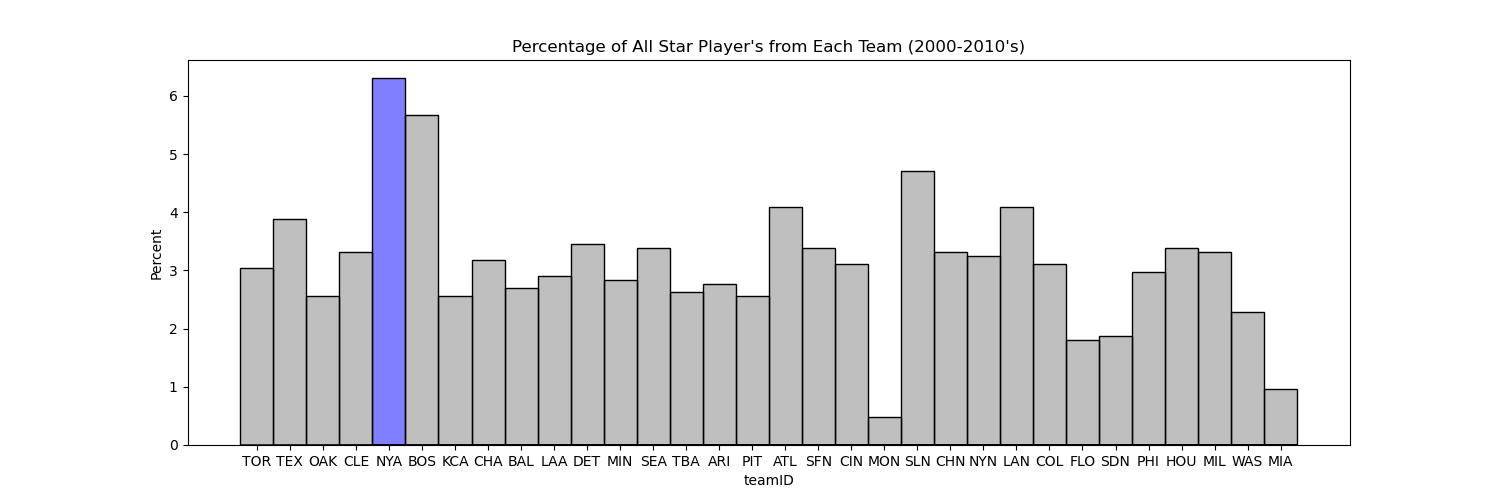 Percentage of All Star Player's from Each Team (2000-2010's)
Percent
6
5
4
3
2
1
0
TOR TEX OAK CLE NYA BOS KCA CHA BAL LAA DET MIN SEA TBA ARI PIT ATL SFN CIN MON SLN CHN NYN LAN COL FLO SDN PHI HOU MIL WAS MIA
teamID